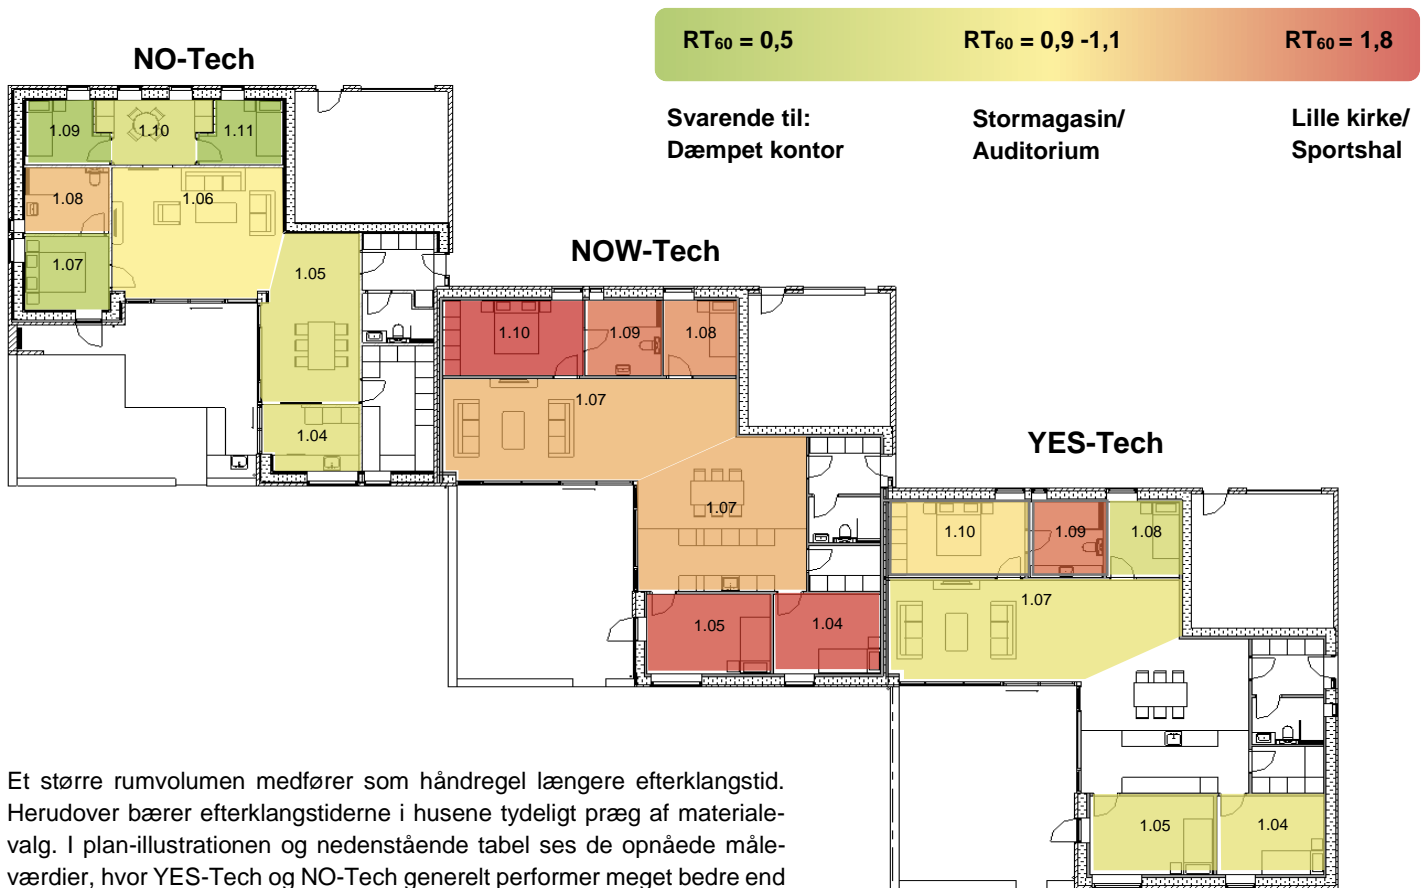 RT60 = 0,5
RT60 = 0,9 -1,1
RT60 = 1,8
Svarende til:
Dæmpet kontor
Stormagasin/
Auditorium
Lille kirke/
Sportshal
NO-Tech
1.09
1.10
1.11
1.08
1.06
1.07
1.05
1.04
NOW-Tech
1.10
1.09
1.08
1.07
1.07
1.05
1.04
YES-Tech
1.10
1.09
1.08
1.07
1.05
1.04
Et større rumvolumen medfører som håndregel længere efterklangstid.
Herudover bærer efterklangstiderne i husene tydeligt præg af materiale-
valg. I plan-illustrationen og nedenstående tabel ses de opnåede måle-
værdier, hvor YES-Tech og NO-Tech generelt performer meget bedre end